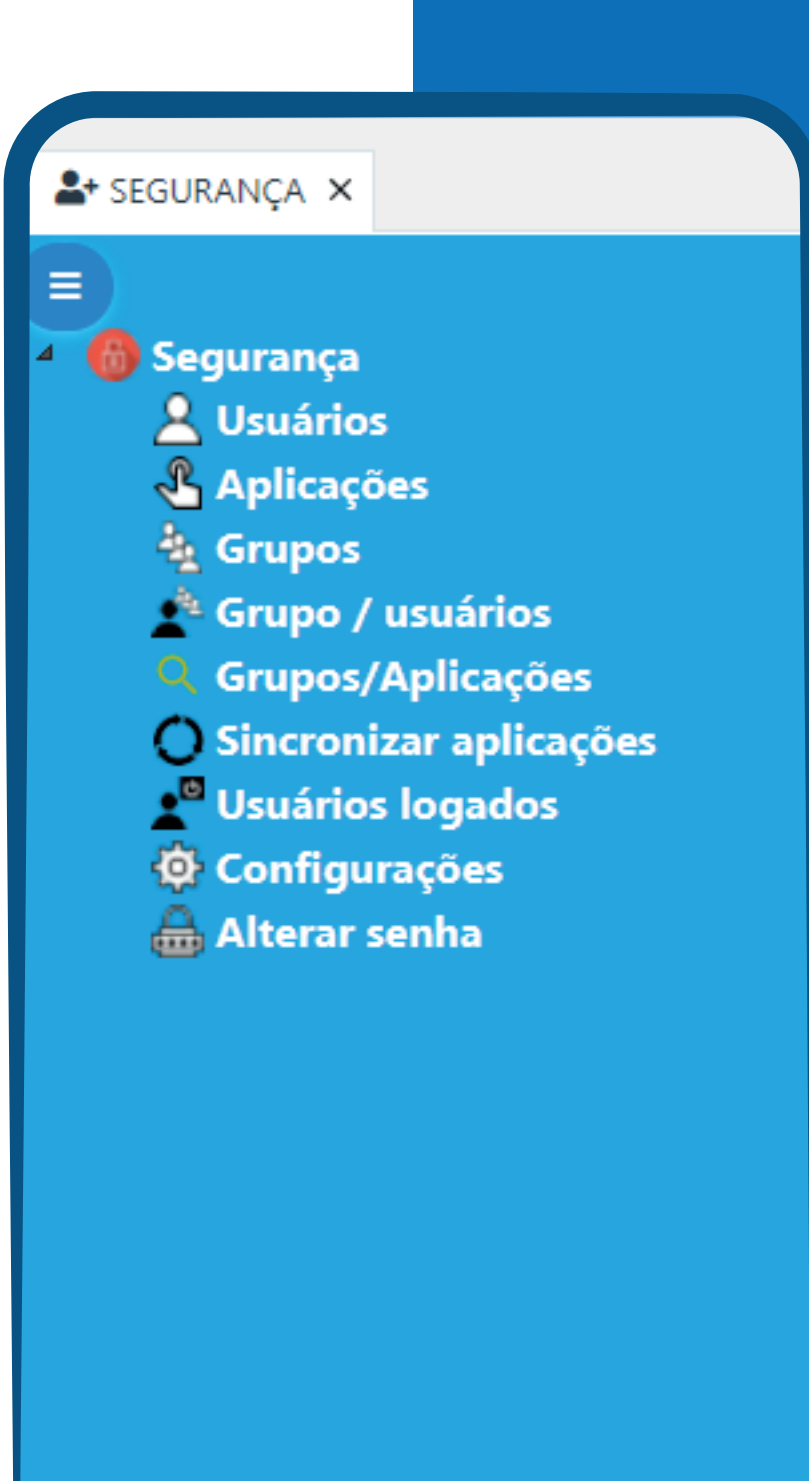 SEGURANÇA
Segurança
Usuários
Aplicações
Grupos
Grupo / usuários
Grupos/Aplicações
Sincronizar aplicações
Usuários logados
Configurações
Alterar senha